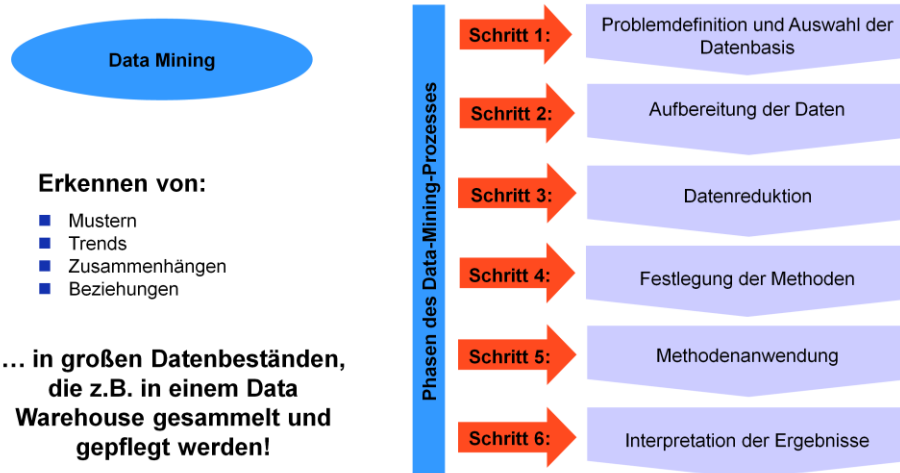 Data Mining
Erkennen von:
Mustern
Trends
Zusammenhängen
Beziehungen
... in großen Datenbeständen,
die z.B. in einem Data
Warehouse gesammelt und
gepflegt werden!
Phasen des Data-Mining-Prozesses
Schritt 1:
Problemdefinition und Auswahl der
Datenbasis
Schritt 2:
Aufbereitung der Daten
Schritt 3:
Datenreduktion
Schritt 4:
Festlegung der Methoden
Schritt 5:
Methodenanwendung
Schritt 6:
Interpretation der Ergebnisse